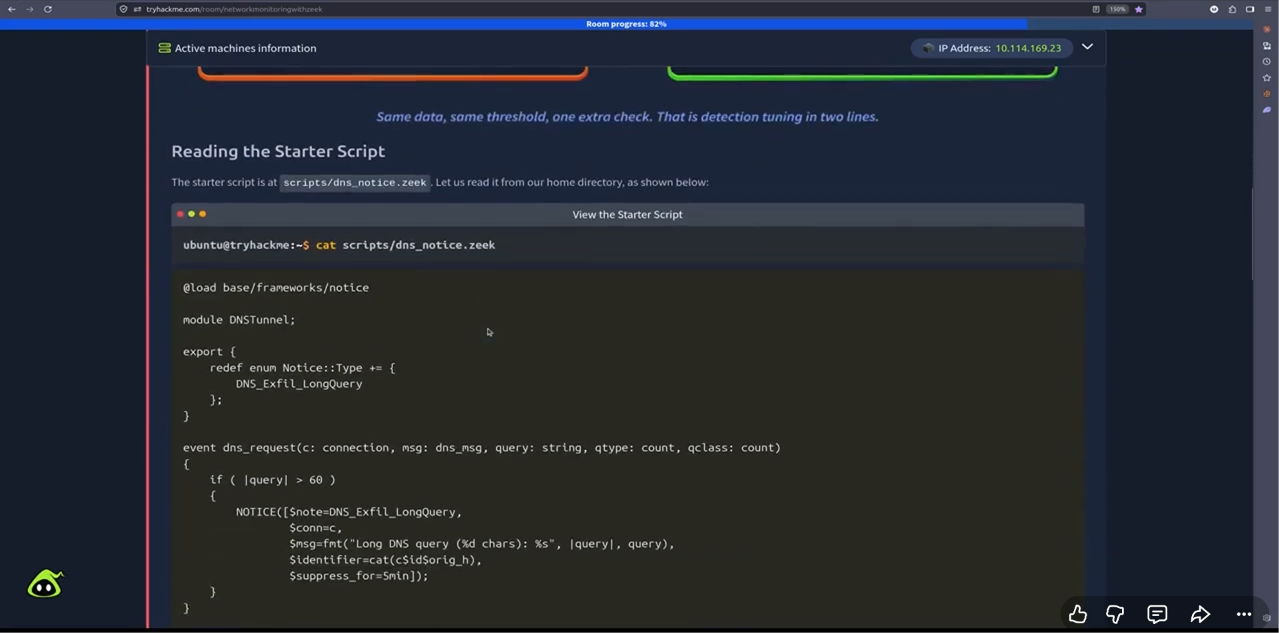 tryhackme.com/room/networkmonitoringwithzeek
150%
Room progress: 82%
Active machines information
IP Address: 10.114.169.23
Same data, same threshold, one extra check. That is detection tuning in two lines.
Reading the Starter Script
The starter script is at scripts/dns_notice.zeek . Let us read it from our home directory, as shown below:
View the Starter Script
ubuntu@tryhackme:~$ cat scripts/dns_notice.zeek
@load base/frameworks/notice
module DNSTunnel;
export {
redef enum Notice::Type += {
DNS_Exfil_LongQuery
};
}
event dns_request(c: connection, msg: dns_msg, query: string, qtype: count, qclass: count)
{
if ( |query| > 60 )
{
NOTICE([$note=DNS_Exfil_LongQuery,
$conn=c,
$msg=fmt("Long DNS query (%d chars): %s", |query|, query),
$identifier=cat(c$id$orig_h),
$suppress_for=5min]);
}
}